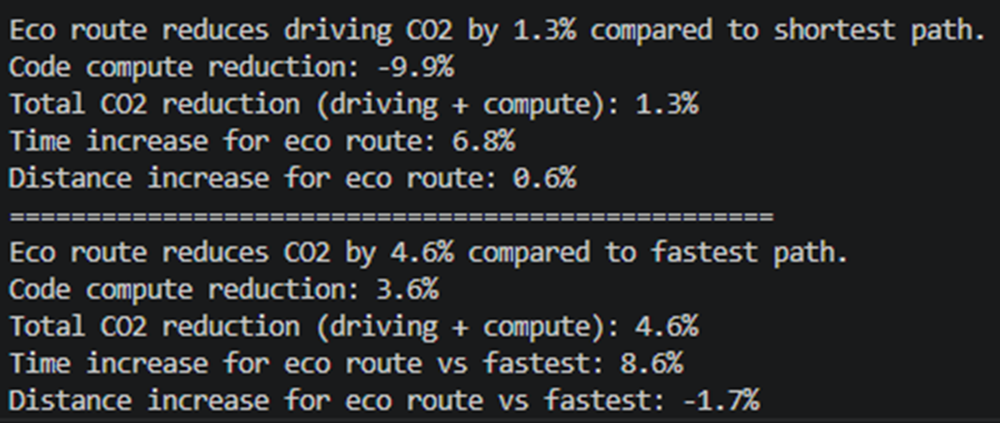 Eco route reduces driving CO2 by 1.3% compared to shortest path.
Code compute reduction: -9.9%
Total CO2 reduction (driving + compute): 1.3%
Time increase for eco route: 6.8%
Distance increase for eco route: 0.6%
==================================================
Eco route reduces CO2 by 4.6% compared to fastest path.
Code compute reduction: 3.6%
Total CO2 reduction (driving + compute): 4.6%
Time increase for eco route vs fastest: 8.6%
Distance increase for eco route vs fastest: -1.7%